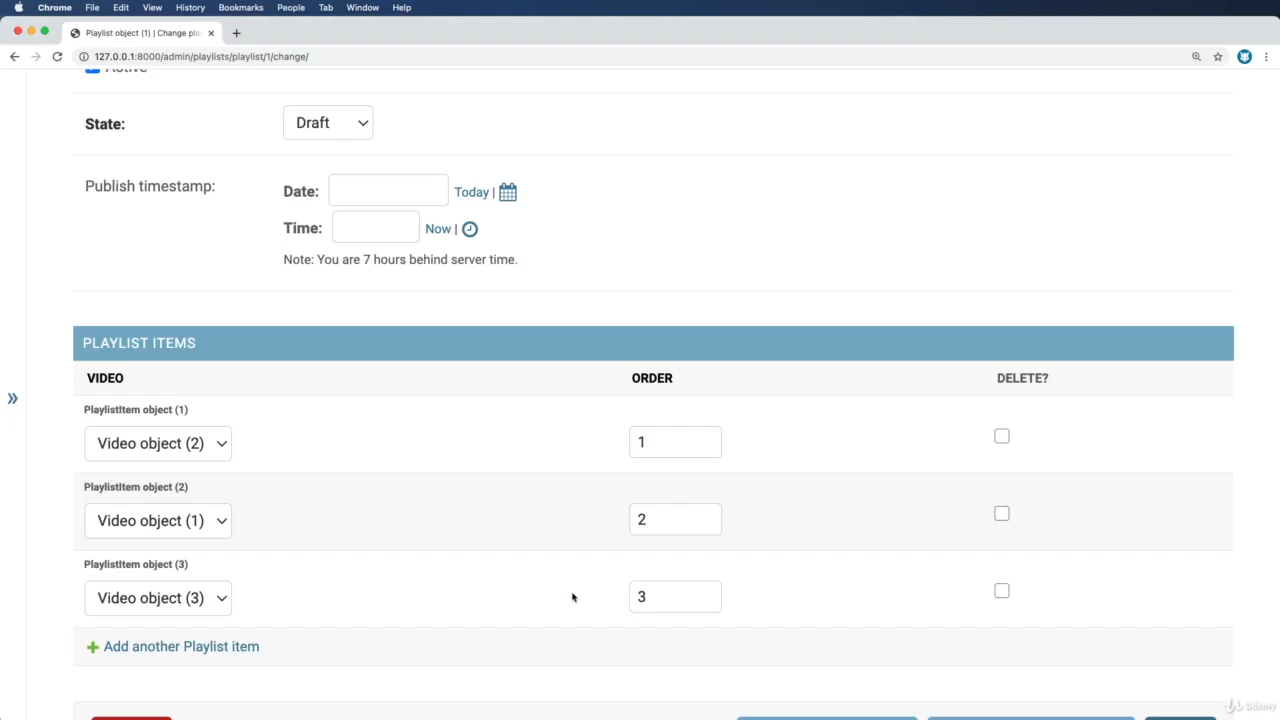 Chrome File Edit View History Bookmarks People Tab Window Help
Playlist object (1) | Change pla
127.0.0.1:8000/admin/playlists/playlist/1/change/
Active
State: Draft
Publish timestamp:
Date: Today |
Time: Now |
Note: You are 7 hours behind server time.
PLAYLIST ITEMS
VIDEO ORDER DELETE?
PlaylistItem object (1)
Video object (2) 1
PlaylistItem object (2)
Video object (1) 2
PlaylistItem object (3)
Video object (3) 3
Add another Playlist item
Udemy